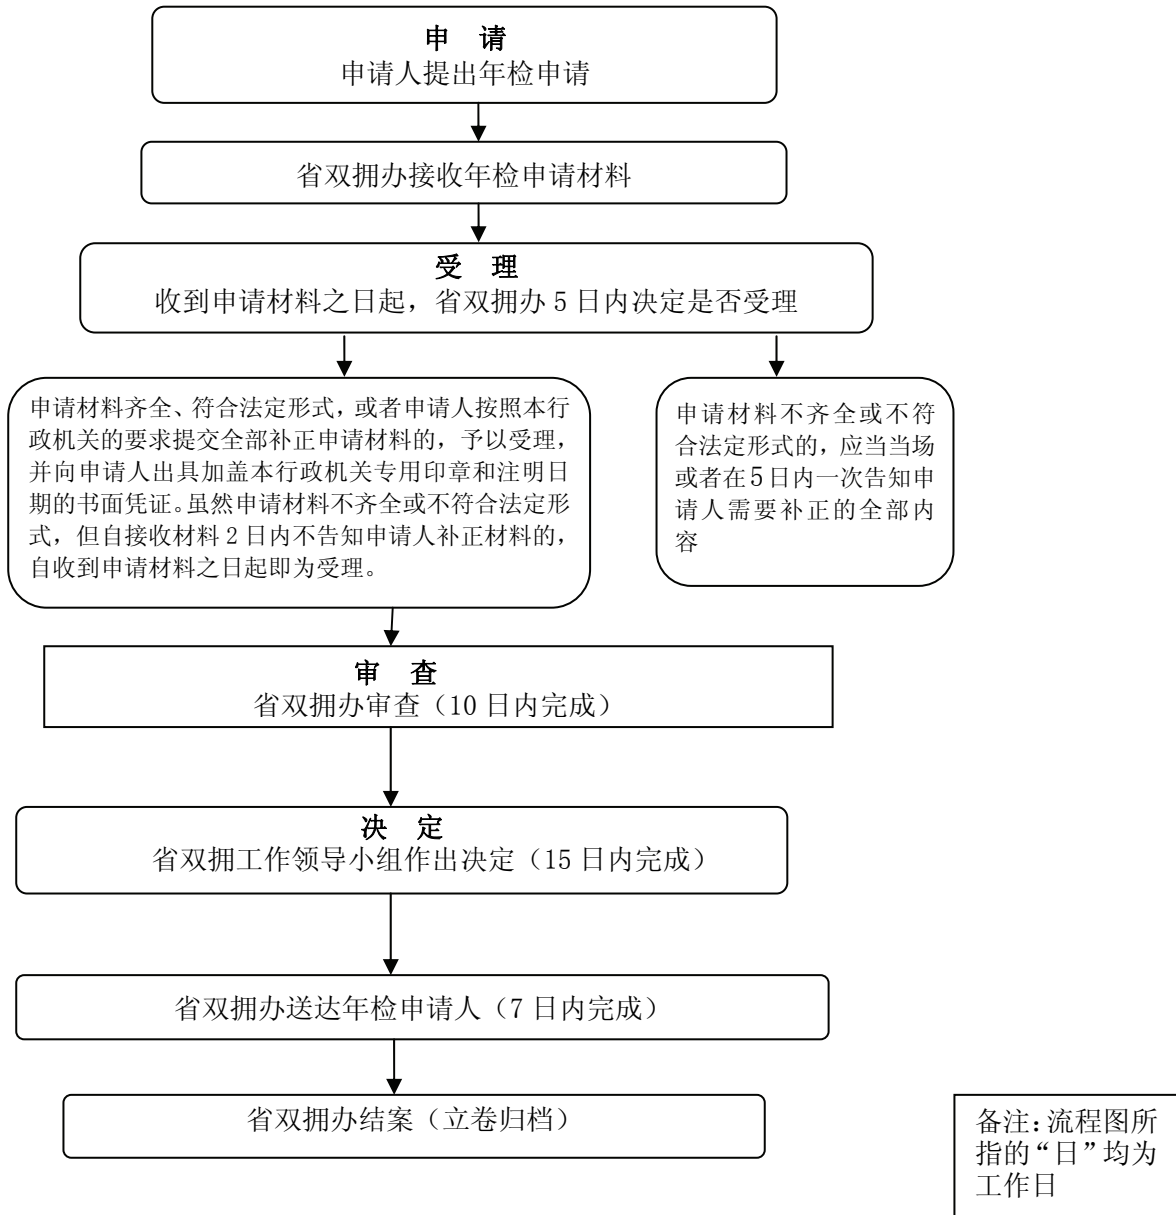 申 请
申请人提出年检申请
省双拥办接收年检申请材料
受 理
收到申请材料之日起，省双拥办 5 日内决定是否受理
申请材料齐全、符合法定形式，或者申请人按照本行
政机关的要求提交全部补正申请材料的，予以受理，
并向申请人出具加盖本行政机关专用印章和注明日
期的书面凭证。虽然申请材料不齐全或不符合法定形
式，但自接收材料 2 日内不告知申请人补正材料的，
自收到申请材料之日起即为受理。
申请材料不齐全或不符
合法定形式的，应当当场
或者在 5 日内一次告知申
请人需要补正的全部内
容
审 查
省双拥办审查（10 日内完成）
决 定
省双拥工作领导小组作出决定（15 日内完成）
省双拥办送达年检申请人（7 日内完成）
省双拥办结案（立卷归档）
备注：流程图所
指的“日”均为
工作日